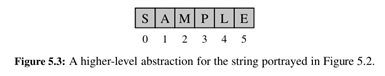 S A M P L E
0 1 2 3 4 5
Figure 5.3: A higher-level abstraction for the string portrayed in Figure 5.2.